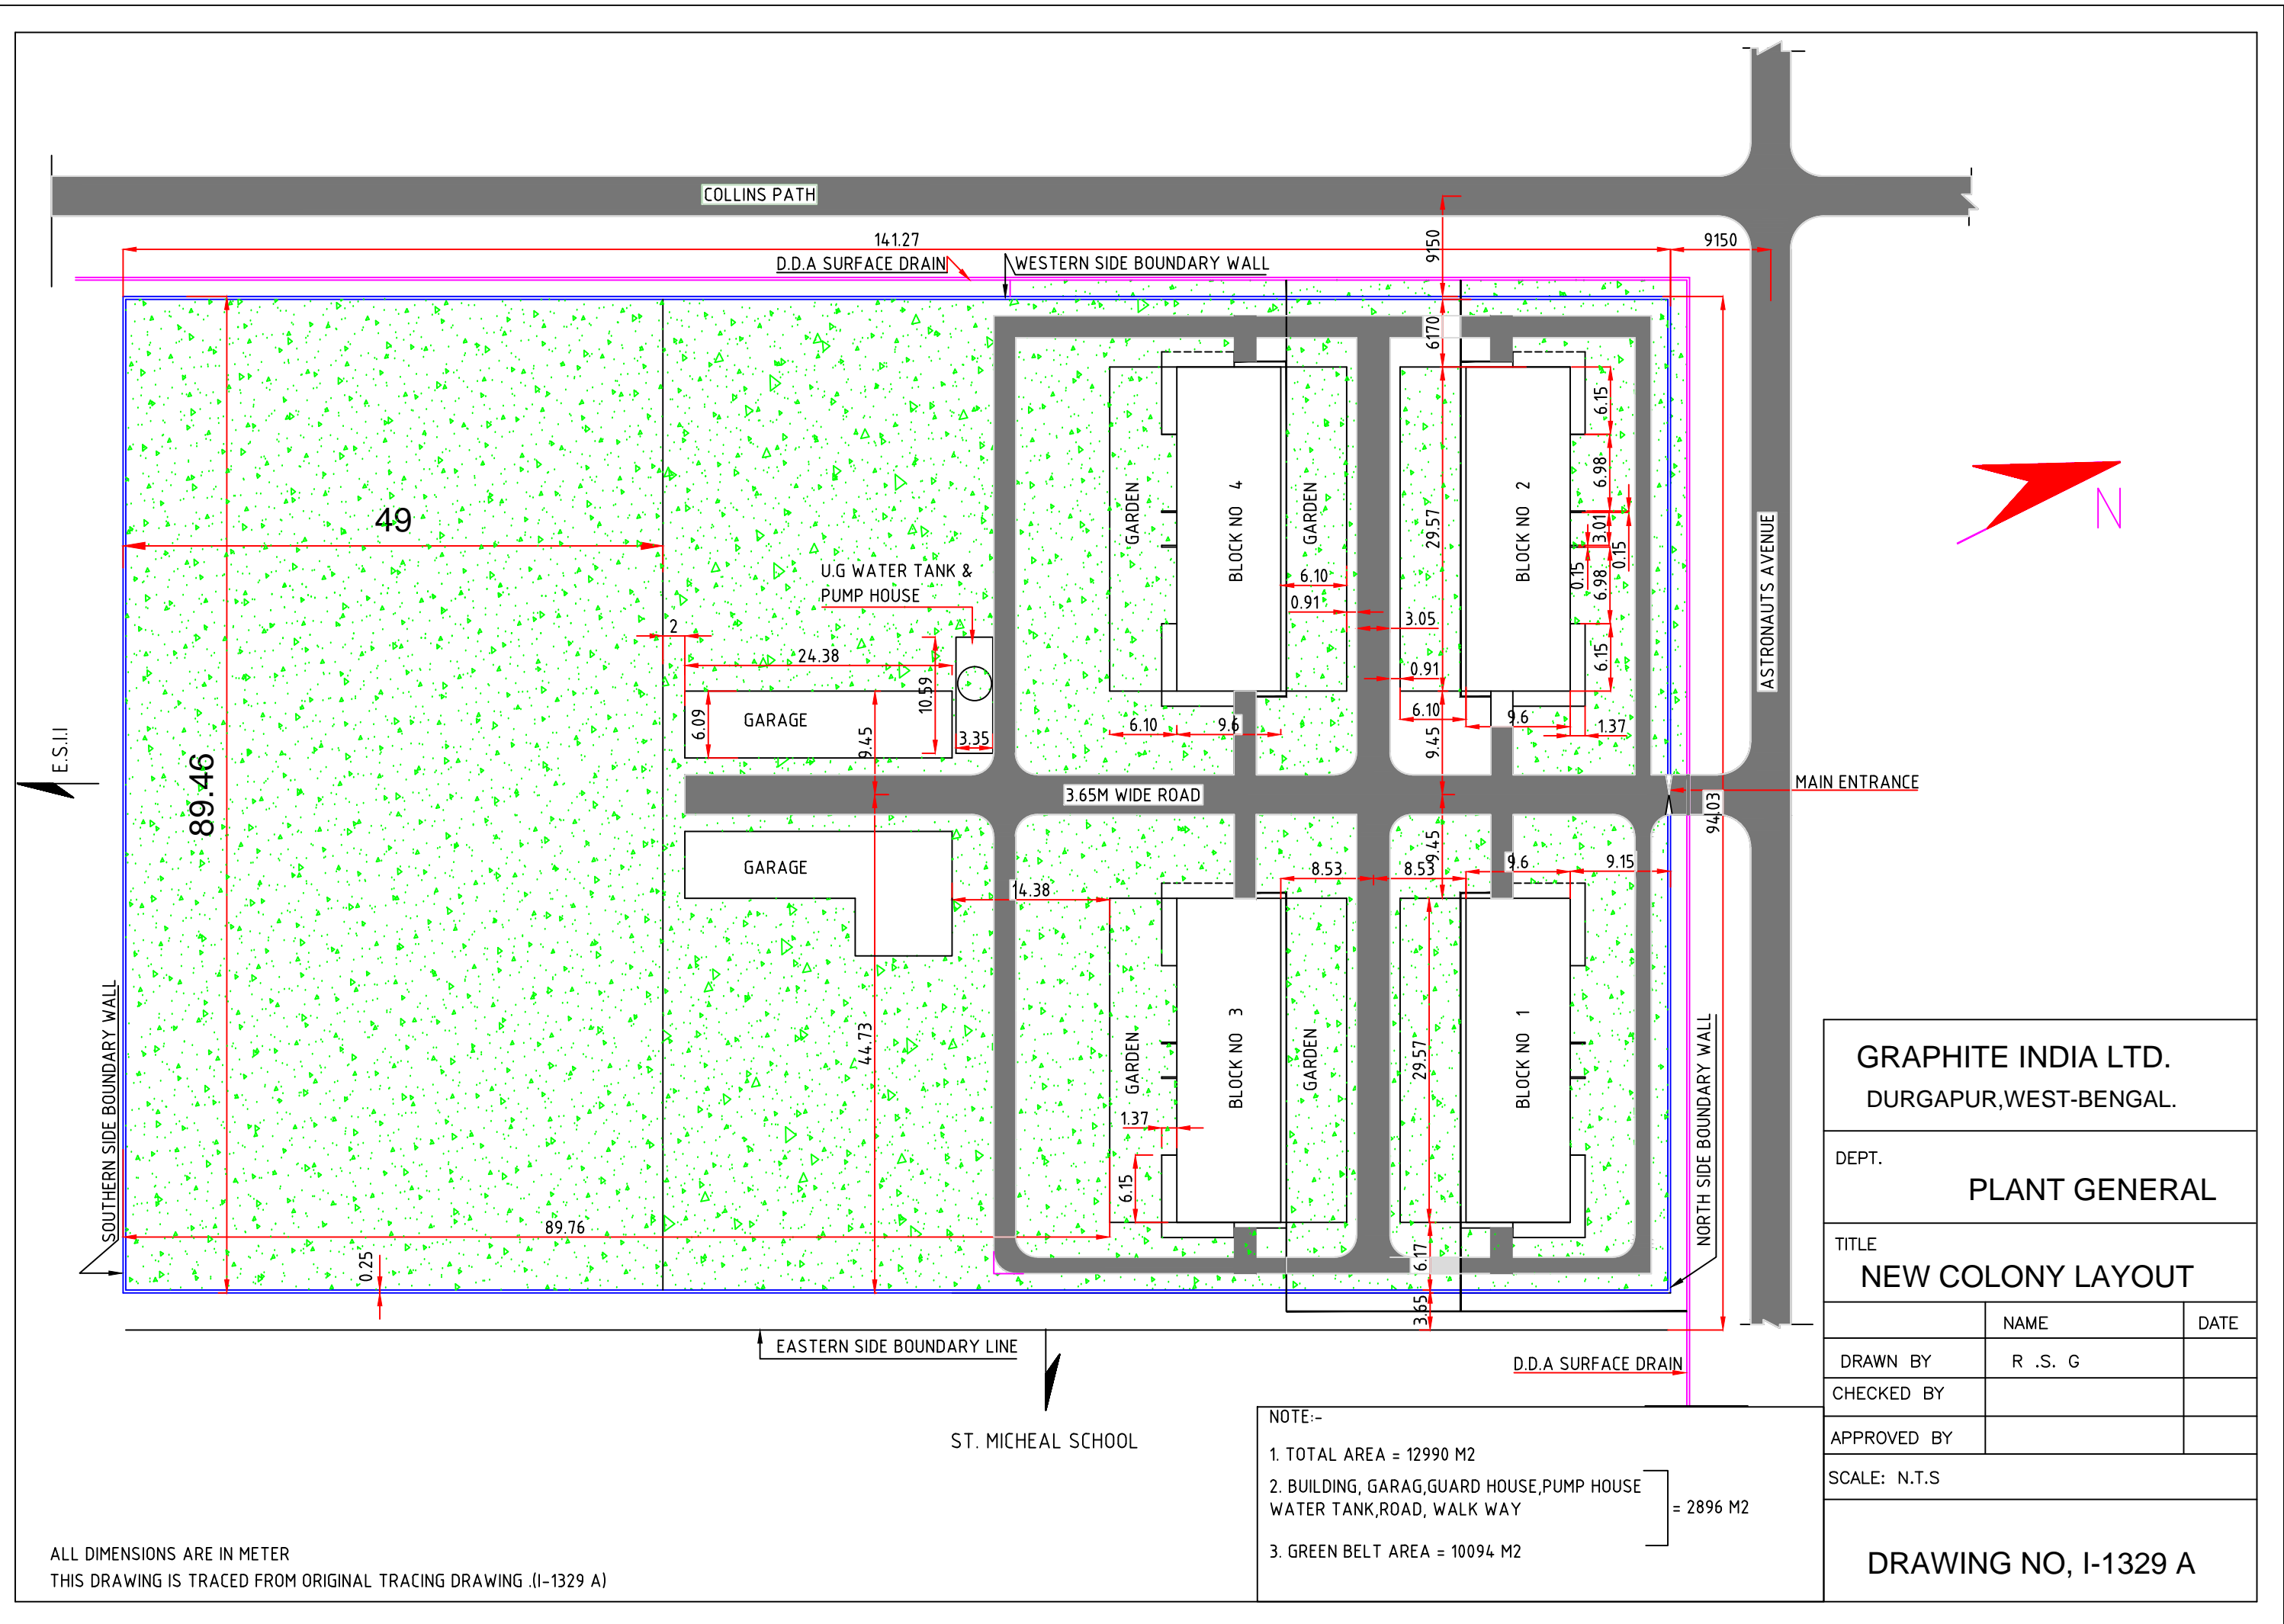 COLLINS PATH
141.27
9150
9150
D.D.A SURFACE DRAIN
WESTERN SIDE BOUNDARY WALL
6170
49
U.G WATER TANK &
PUMP HOUSE
2
24.38
10.59
6.09
GARAGE
9.45
3.35
E.S.I.I
89.46
GARDEN
BLOCK NO 4
GARDEN
6.10
0.91
3.05
0.91
29.57
BLOCK NO 2
6.15
6.98
3.01
0.15
0.15
6.98
6.15
6.10
9.6
6.10
9.6
1.37
9.45
ASTRONAUTS AVENUE
N
3.65M WIDE ROAD
MAIN ENTRANCE
94.03
GARAGE
14.38
8.53
8.53
9.45
9.6
9.15
44.73
GARDEN
BLOCK NO 3
GARDEN
29.57
BLOCK NO 1
1.37
6.15
SOUTHERN SIDE BOUNDARY WALL
NORTH SIDE BOUNDARY WALL
89.76
0.25
6.17
3.65
EASTERN SIDE BOUNDARY LINE
D.D.A SURFACE DRAIN
ST. MICHEAL SCHOOL
NOTE:-
1. TOTAL AREA = 12990 M2
2. BUILDING, GARAG,GUARD HOUSE,PUMP HOUSE
WATER TANK,ROAD, WALK WAY
= 2896 M2
3. GREEN BELT AREA = 10094 M2
ALL DIMENSIONS ARE IN METER
THIS DRAWING IS TRACED FROM ORIGINAL TRACING DRAWING .(I-1329 A)
GRAPHITE INDIA LTD.
DURGAPUR,WEST-BENGAL.
DEPT.
PLANT GENERAL
TITLE
NEW COLONY LAYOUT
NAME DATE
DRAWN BY R .S. G
CHECKED BY
APPROVED BY
SCALE: N.T.S
DRAWING NO, I-1329 A